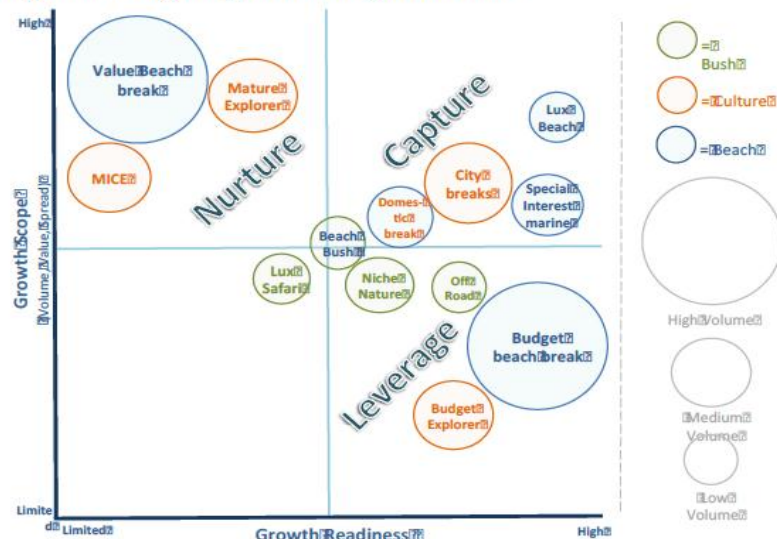 High
Value Beach
break
Mature
Explorer
MICE
Nurture
Capture
Lux
Beach
City
breaks
Special
Interest
marine
Domes-
tic
break
Beach
Bush
Lux
Safari
Niche
Nature
Off
Road
Budget
beach break
Leverage
Budget
Explorer
Growth Scope
(Volume, Value, Spread)
Limite
d
Limited
Growth Readiness
High
=
Bush
= Culture
= Beach
High Volume
Medium
Volume
Low
Volume